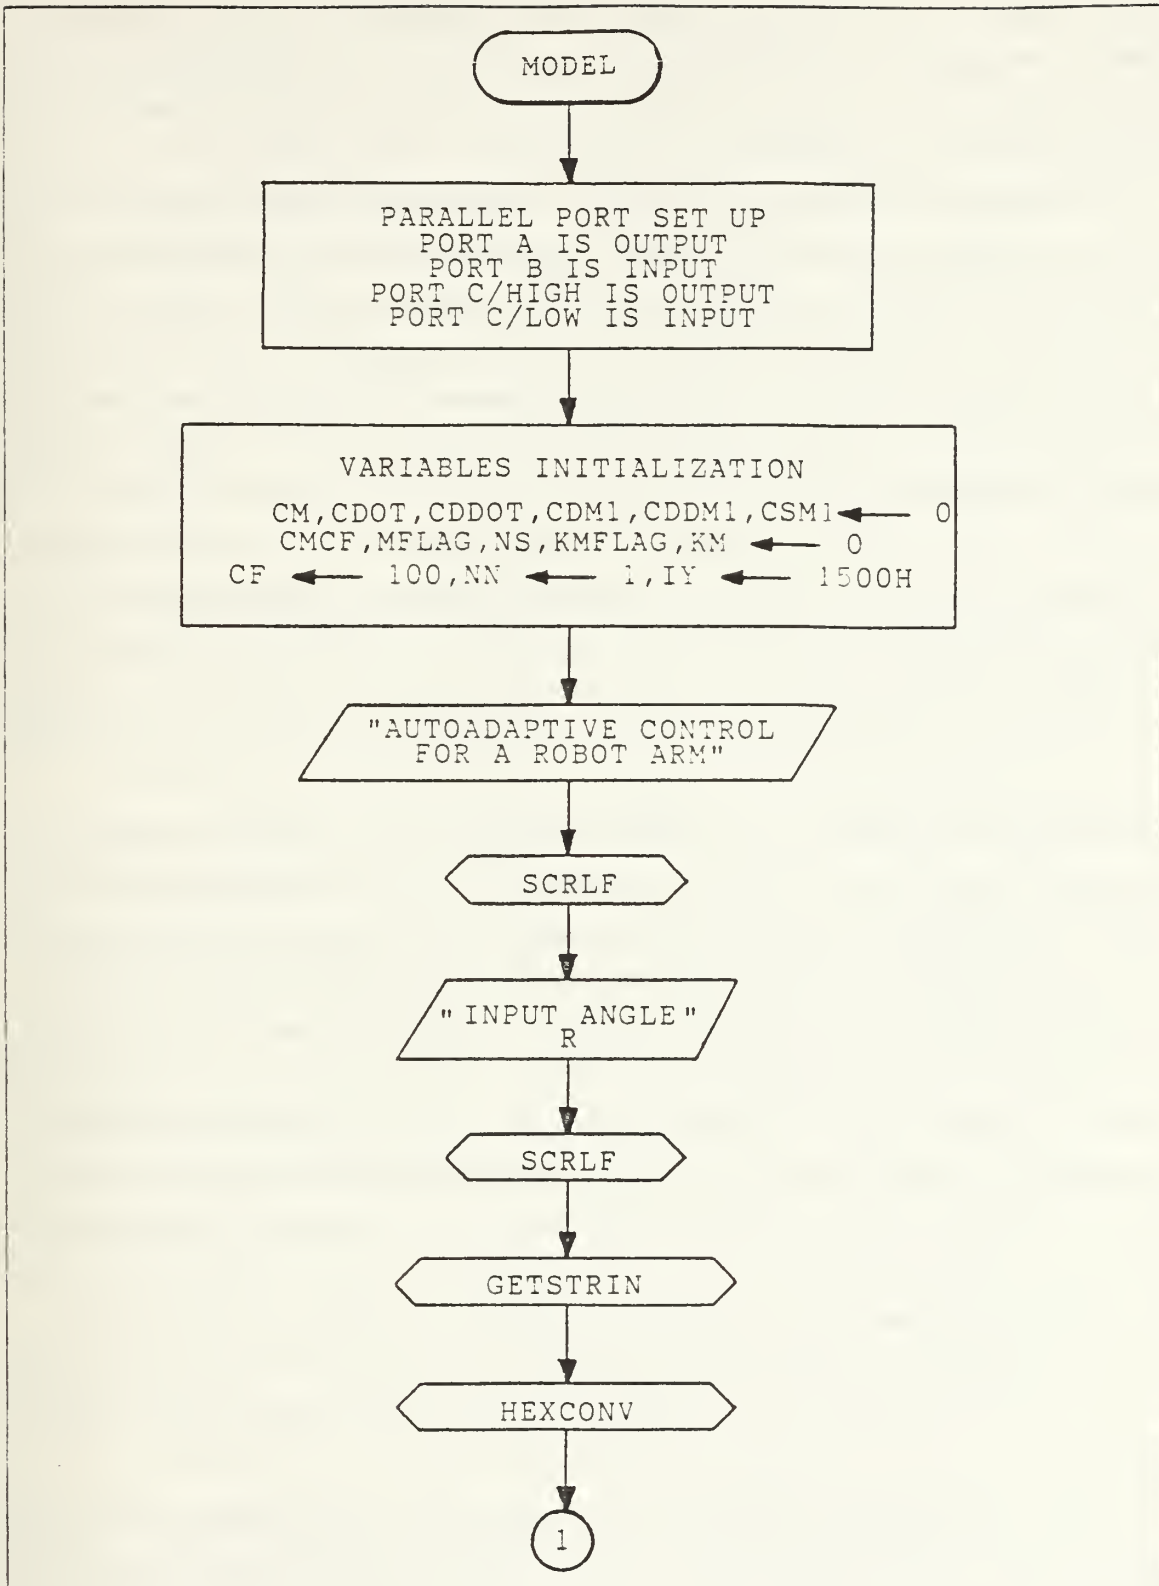 MODEL
PARALLEL PORT SET UP
PORT A IS OUTPUT
PORT B IS INPUT
PORT C/HIGH IS OUTPUT
PORT C/LOW IS INPUT
VARIABLES INITIALIZATION
CM,CDOT,CDDOT,CDM1,CDDM1,CSM1 ← 0
CMCF,MFLAG,NS,KMFLAG,KM ← 0
CF ← 100,NN ← 1,IY ← 1500H
"AUTOADAPTIVE CONTROL
FOR A ROBOT ARM"
SCRLF
"INPUT ANGLE"
R
SCRLF
GETSTRIN
HEXCONV
1